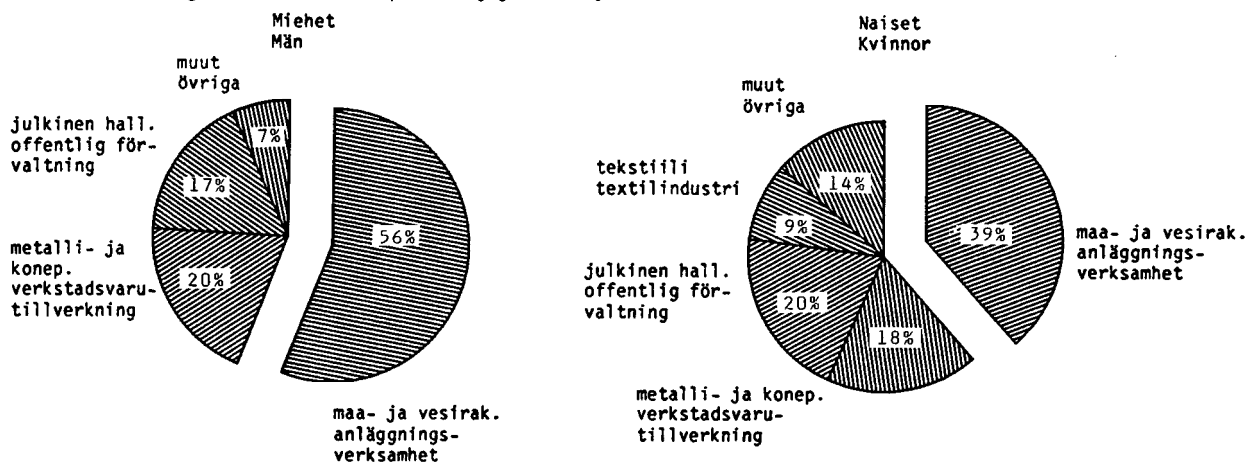 Miehet
Män
muut
övriga
julkinen hall.
offentlig för-
valtning
7%
17%
56%
metalli- ja
konep.
verkstadsvaru-
tillverkning
20%
maa- ja vesirak.
anläggnings-
verksamhet
Naiset
Kvinnor
muut
övriga
tekstiili
textilindustri
14%
9%
39%
maa- ja vesirak.
anläggnings-
verksamhet
julkinen hall.
offentlig för-
valtning
20%
18%
metalli- ja konep.
verkstadsvaru-
tillverkning